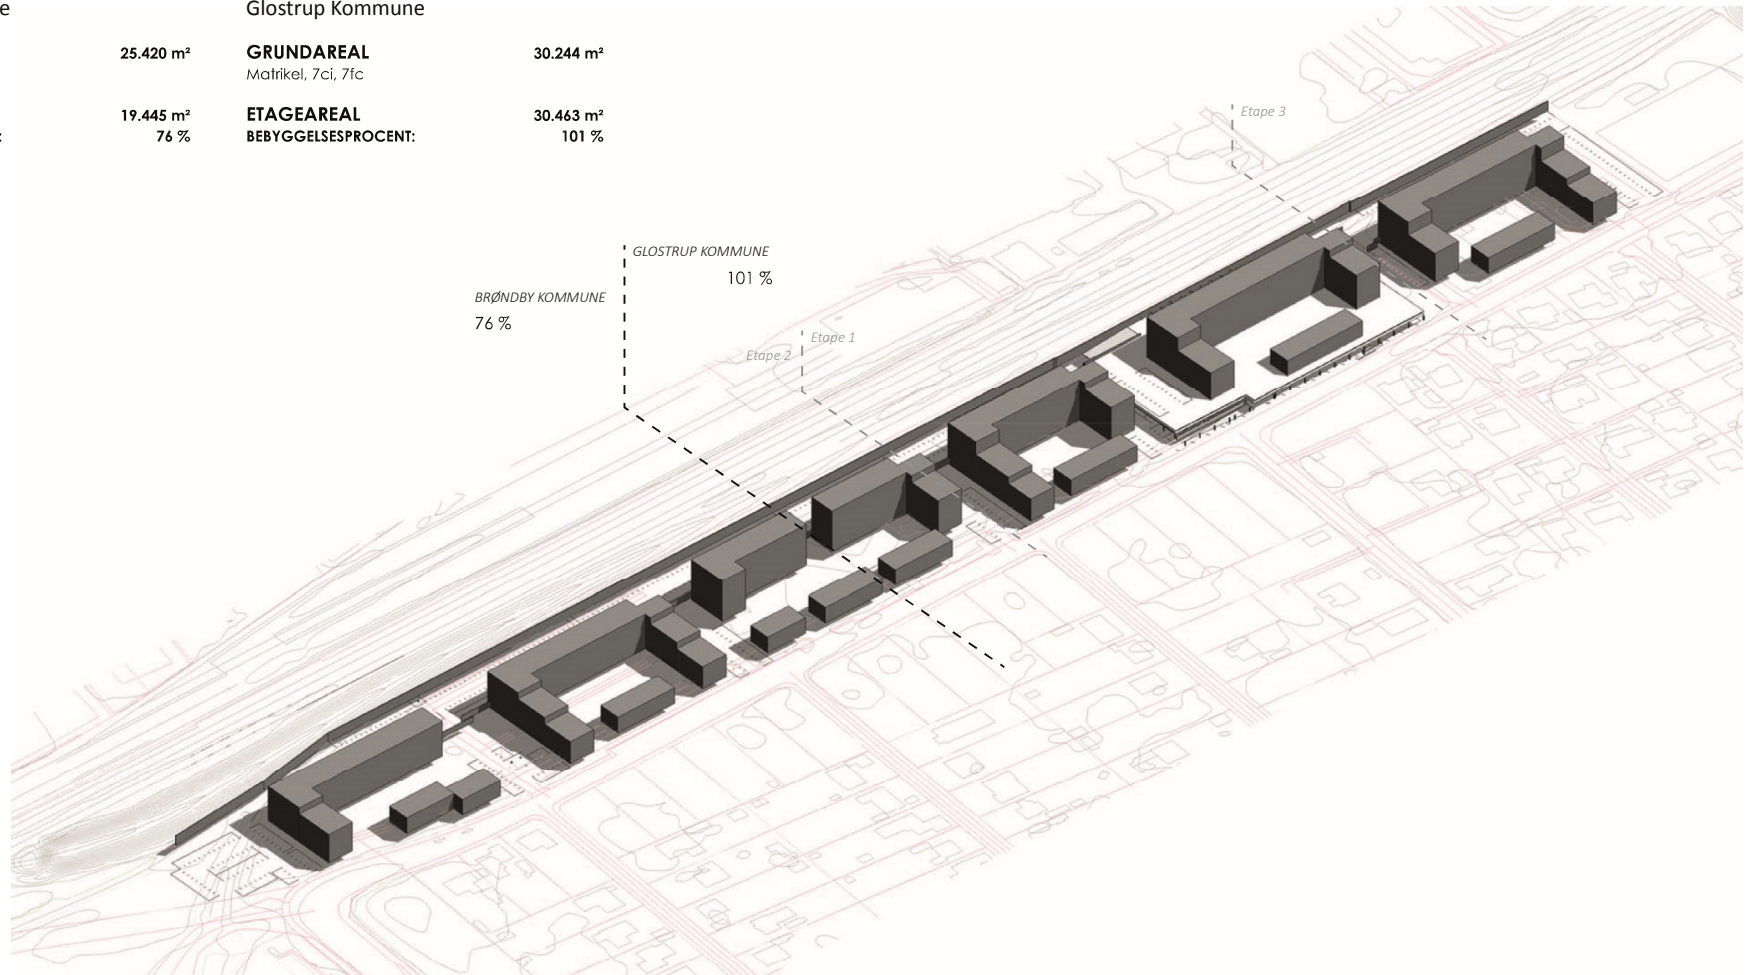 e
25.420 m²
19.445 m²
: 76 %
Glostrup Kommune
GRUNDAREAL 30.244 m²
Matrikel, 7ci, 7fc
ETAGEAREAL 30.463 m²
BEBYGGELSESPROCENT: 101 %
Etape 3
GLOSTRUP KOMMUNE
101 %
BRØNDBY KOMMUNE
76 %
Etape 1
Etape 2